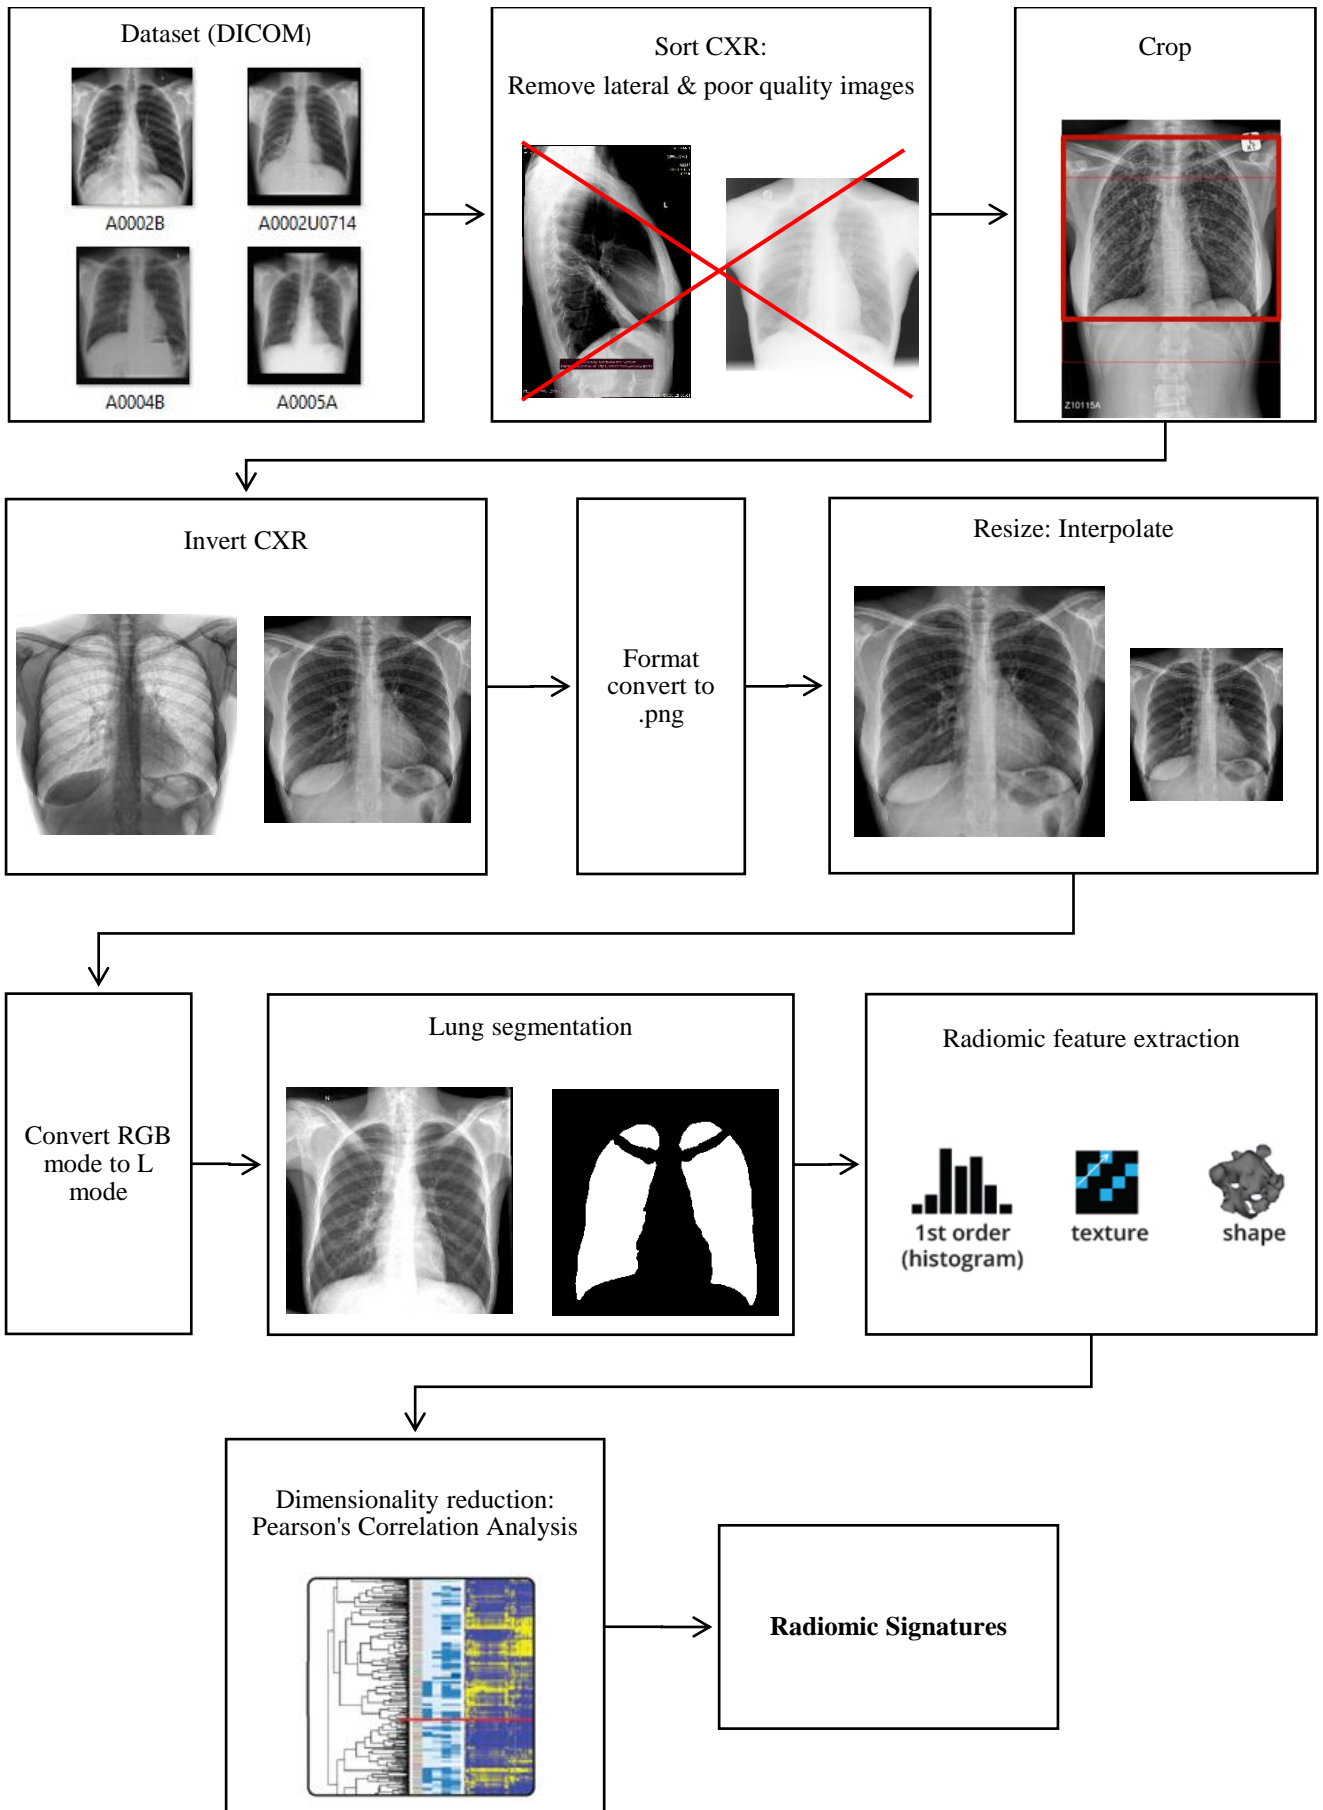 Dataset (DICOM)
A0002B
A0002U0714
A0004B
A0005A
Sort CXR:
Remove lateral & poor quality images
L
Crop
L
Z10115A
Invert CXR
Format
convert to
.png
Resize: Interpolate
Convert RGB
mode to L
mode
Lung segmentation
Radiomic feature extraction
1st order
(histogram)
texture
shape
Dimensionality reduction:
Pearson's Correlation Analysis
Radiomic Signatures